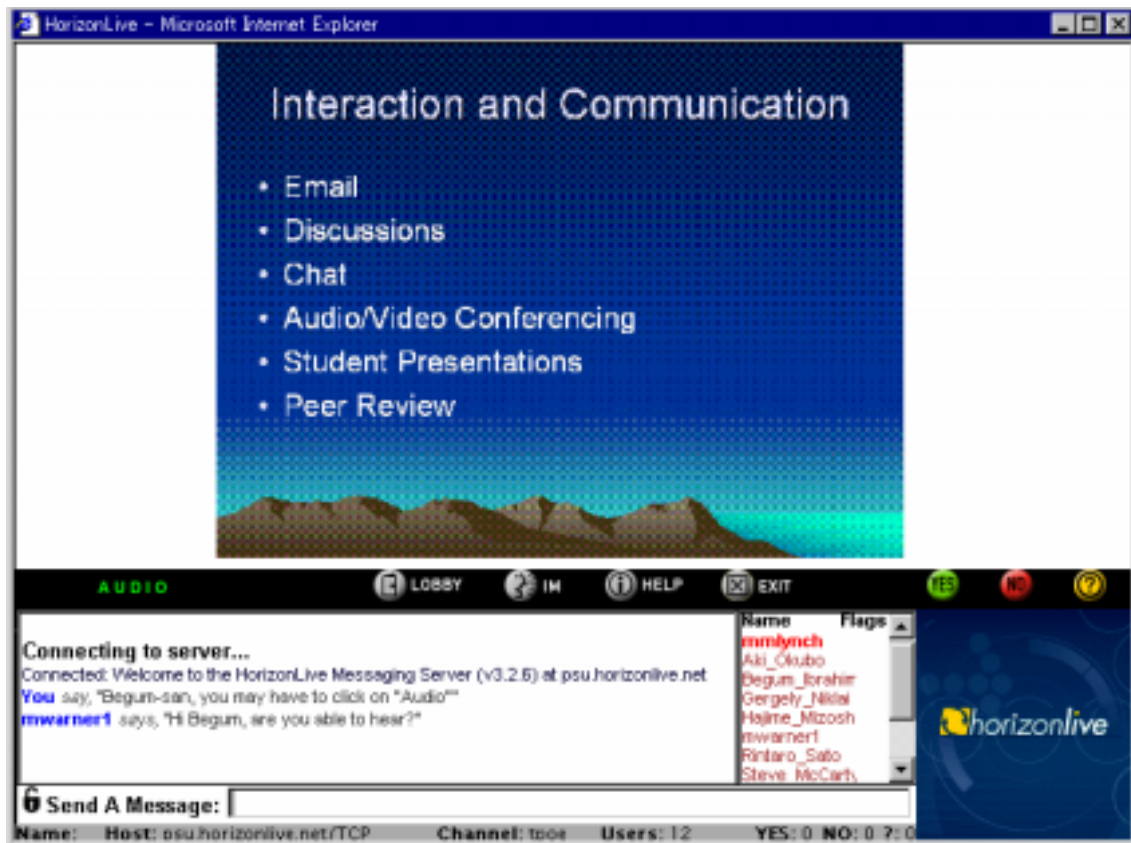 HorizonLive - Microsoft Internet Explorer
Interaction and Communication
• Email
• Discussions
• Chat
• Audio/Video Conferencing
• Student Presentations
• Peer Review
AUDIO LOBBY IM HELP EXIT YES NO ?
Name Flags
mmlynch
Aki_Okubo
Begum_Ibrahim
Gergely_Niklai
Hajime_Mizosh
mwarner1
Rintaro_Sato
Steve_McCarty
Connecting to server...
Connected: Welcome to the HorizonLive Messaging Server (v3.2.6) at psu.horizonlive.net
You say, "Begum-san, you may have to click on "Audio""
mwarner1 says, "Hi Begum, are you able to hear?"
horizonlive
Send A Message:
Name: Host: psu.horizonlive.net/TCP Channel: Users: 12 YES: 0 NO: 0 ?: 0